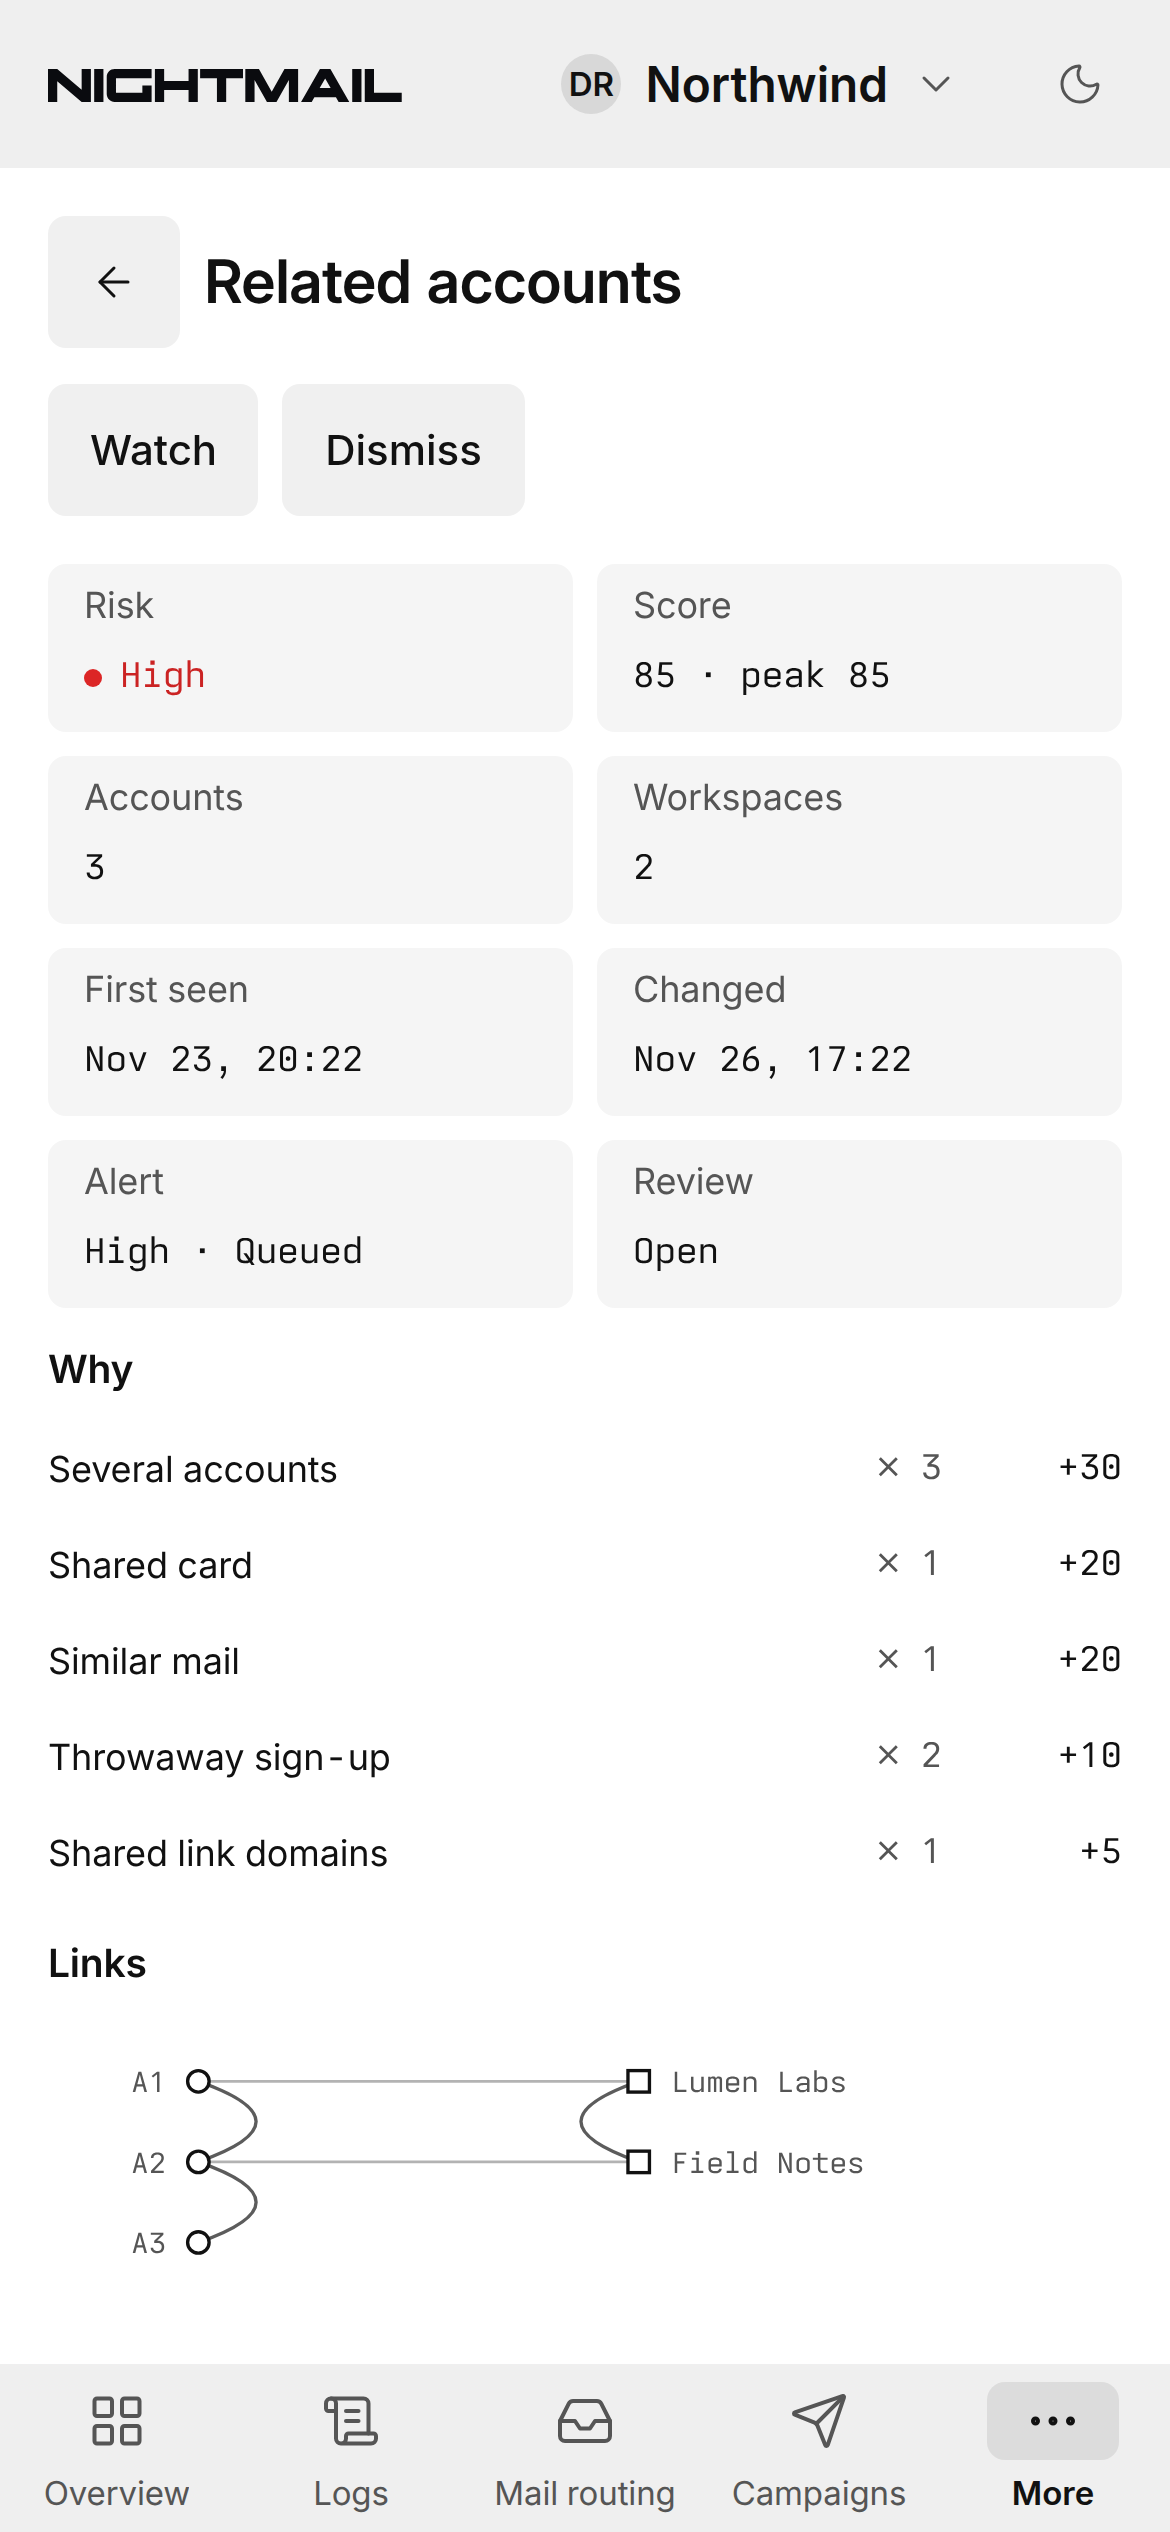 NIGHTMAIL
DR Northwind
Related accounts
Watch Dismiss
Risk Score
High 85 · peak 85
Accounts Workspaces
3 2
First seen Changed
Nov 23, 20:22 Nov 26, 17:22
Alert Review
High · Queued Open
Why
Several accounts × 3 +30
Shared card × 1 +20
Similar mail × 1 +20
Throwaway sign-up × 2 +10
Shared link domains × 1 +5
Links
A1 Lumen Labs
A2 Field Notes
A3
Overview Logs Mail routing Campaigns More